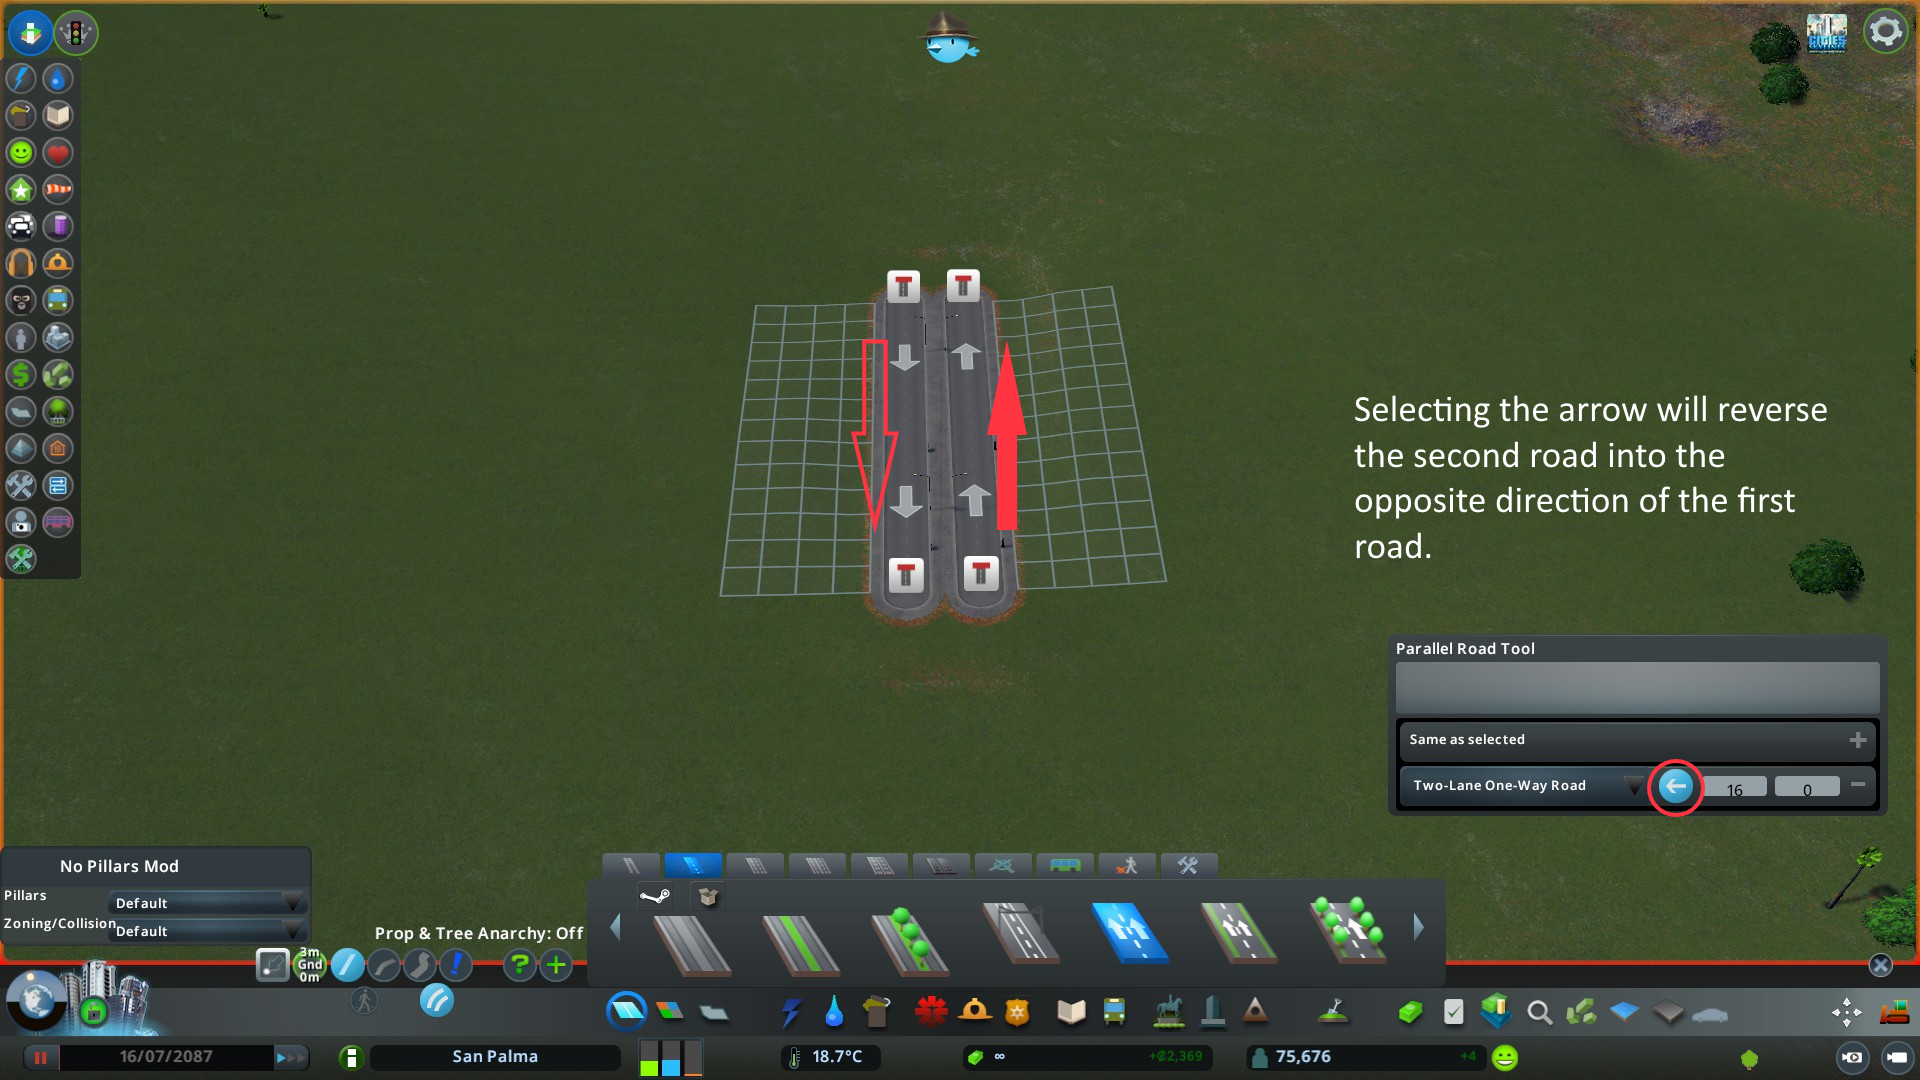 CITIES
Selecting the arrow will reverse
the second road into the
opposite direction of the first
road.
Parallel Road Tool
Same as selected
Two-Lane One-Way Road
16
0
No Pillars Mod
Pillars
Default
Zoning/Collision
Default
Prop & Tree Anarchy: Off
3m
Gnd
0m
16/07/2087
San Palma
18.7°C
∞
+₡2,369
75,676
+4